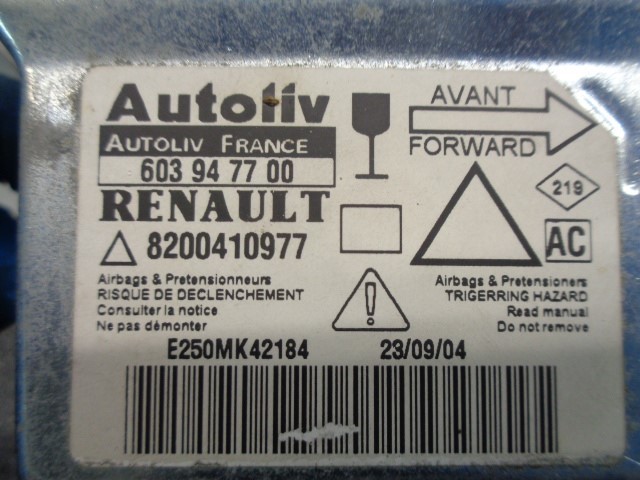 Autoliv
AUTOLIV FRANCE
603 94 77 00
RENAULT
8200410977
AVANT
FORWARD
219
AC
Airbags & Pretensionneurs
RISQUE DE DECLENCHEMENT
Consulter la notice
Ne pas démonter
!
Airbags & Pretensioners
TRIGERRING HAZARD
Read manual
Do not remove
E250MK42184 23/09/04